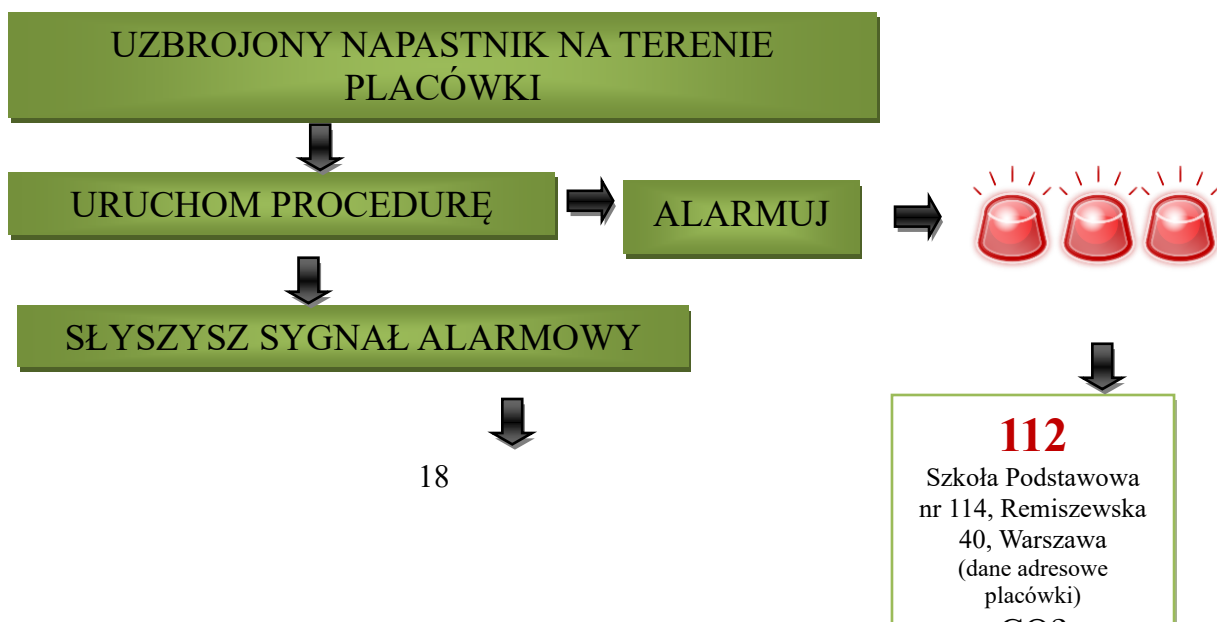 UZBROJONY NAPASTNIK NA TERENIE
PLACÓWKI
URUCHOM PROCEDURĘ
ALARMUJ
SŁYSZYSZ SYGNAŁ ALARMOWY
18
112
Szkoła Podstawowa
nr 114, Remiszewska
40, Warszawa
(dane adresowe
placówki)